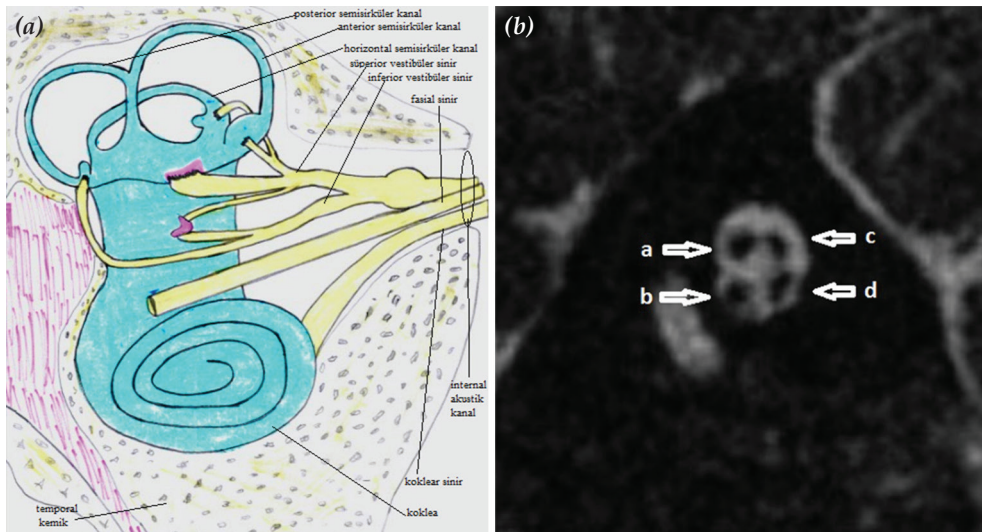 (a)
posterior semisirküler kanal
anterior semisirküler kanal
horizontal semisirküler kanal
süperior vestibüler sinir
inferior vestibüler sinir
fasial sinir
internal
akustik
kanal
koklear sinir
koklea
temporal
kemik
(b)
a
c
b
d